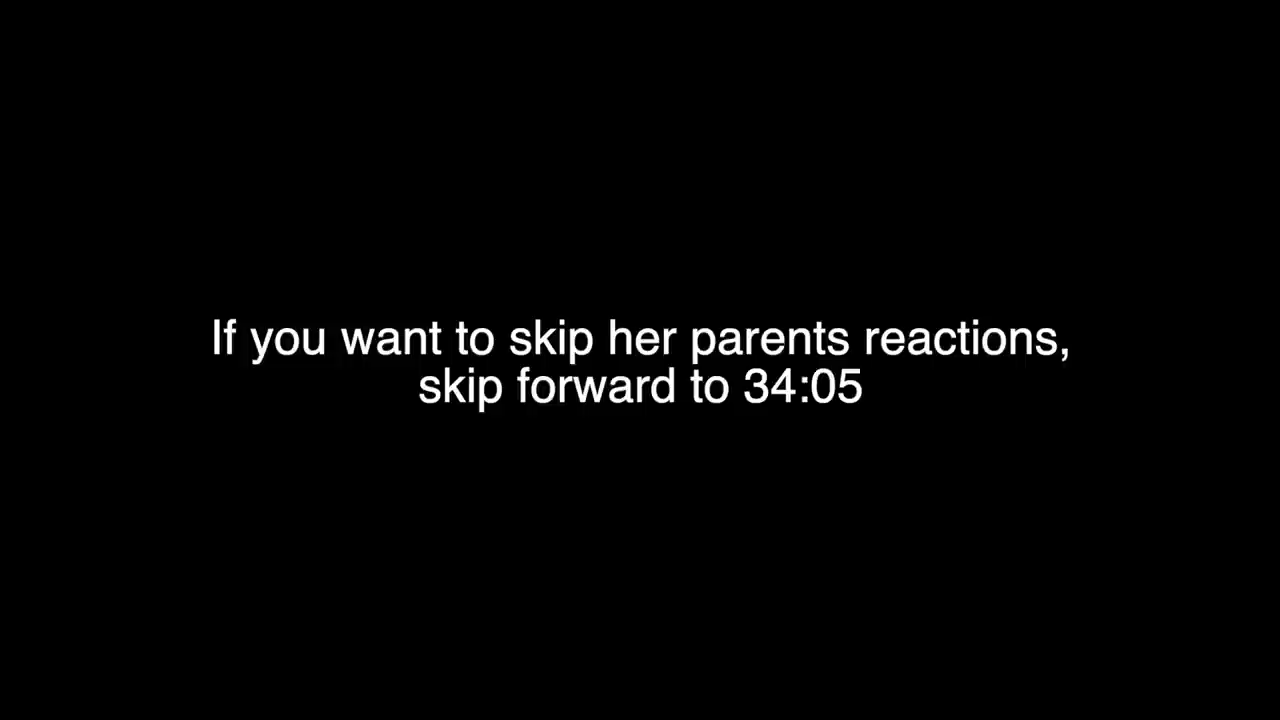 If you want to skip her parents reactions,
skip forward to 34:05